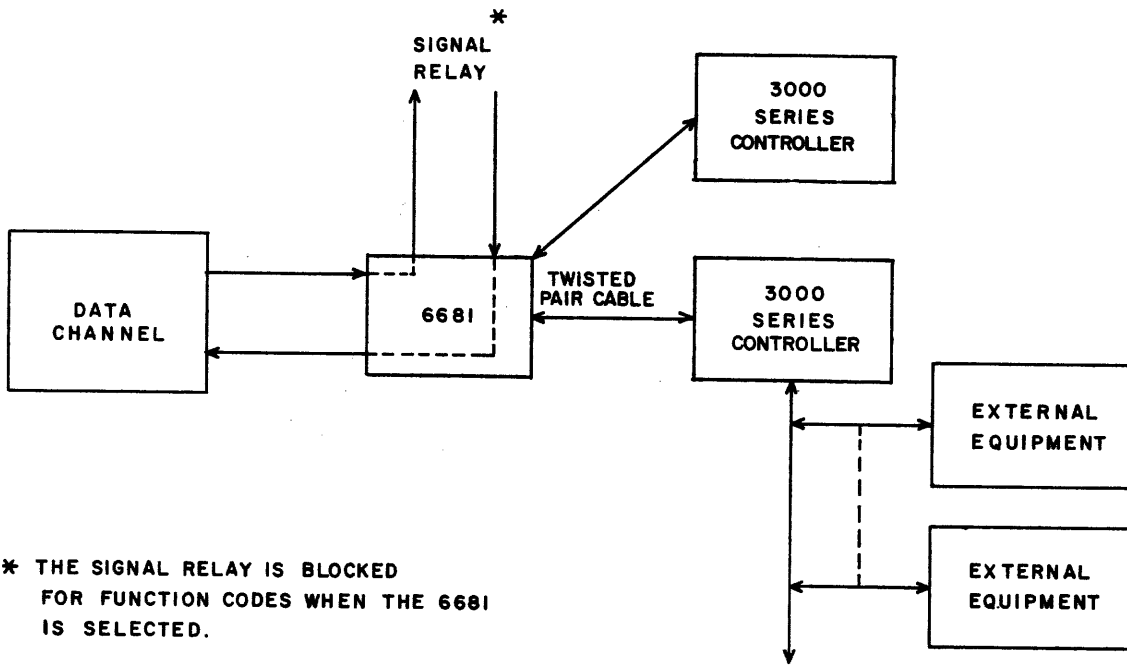 *
SIGNAL
RELAY
3000
SERIES
CONTROLLER
DATA
CHANNEL
6681
TWISTED
PAIR CABLE
3000
SERIES
CONTROLLER
EXTERNAL
EQUIPMENT
EXTERNAL
EQUIPMENT
* THE SIGNAL RELAY IS BLOCKED
FOR FUNCTION CODES WHEN THE 6681
IS SELECTED.